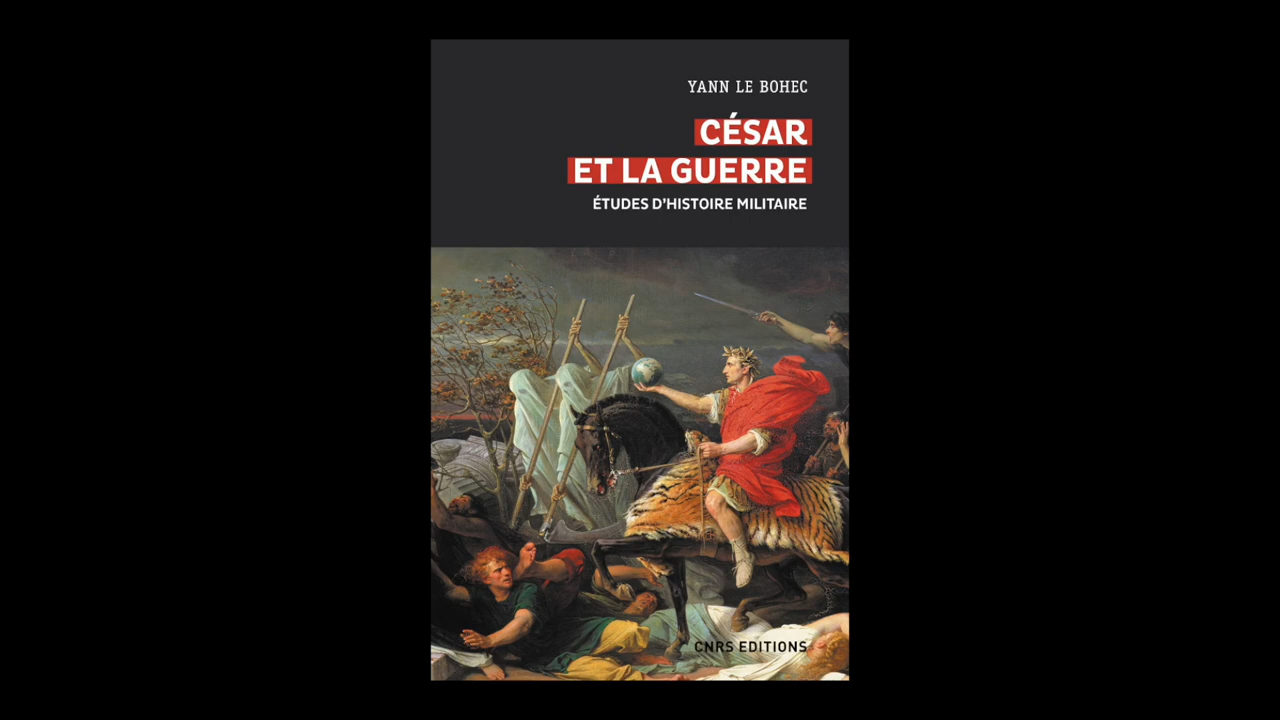 YANN LE BOHEC
CÉSAR
ET LA GUERRE
ÉTUDES D'HISTOIRE MILITAIRE
CNRS EDITIONS